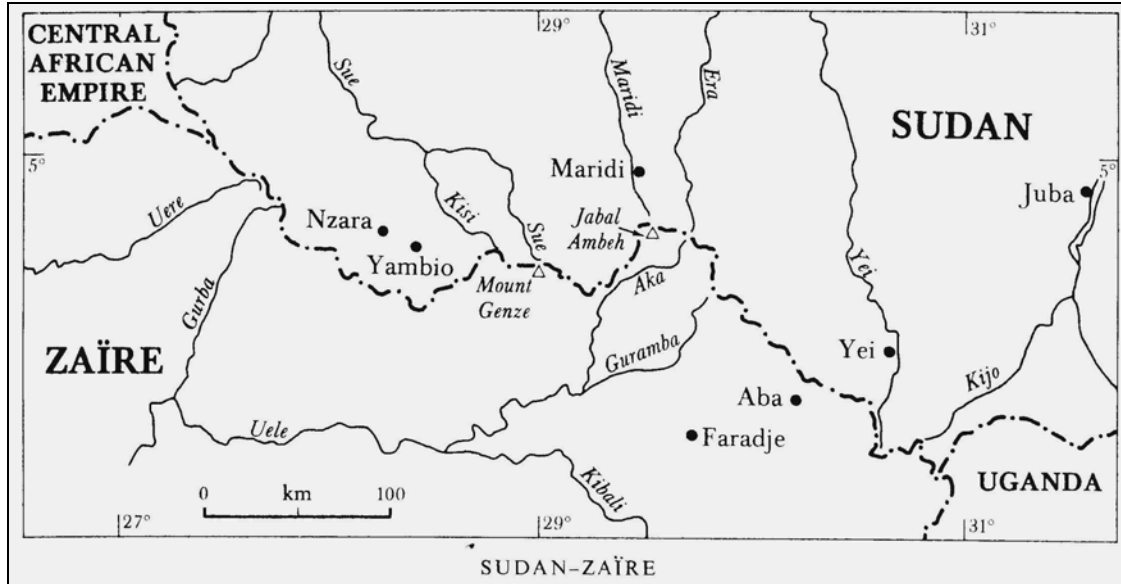 CENTRAL
AFRICAN
EMPIRE
29°
31°
Sue
Maridi
Era
SUDAN
5°
5°
Maridi
Juba
Uere
Nzara
Kisi
Sue
Jabal
Ambeh
Yambio
Yei
Gurba
Mount
Genze
Aka
ZAÏRE
Guramba
Yei
Kijo
Aba
Uele
Faradje
UGANDA
0 km 100
Kibali
27°
29°
31°
SUDAN–ZAÏRE